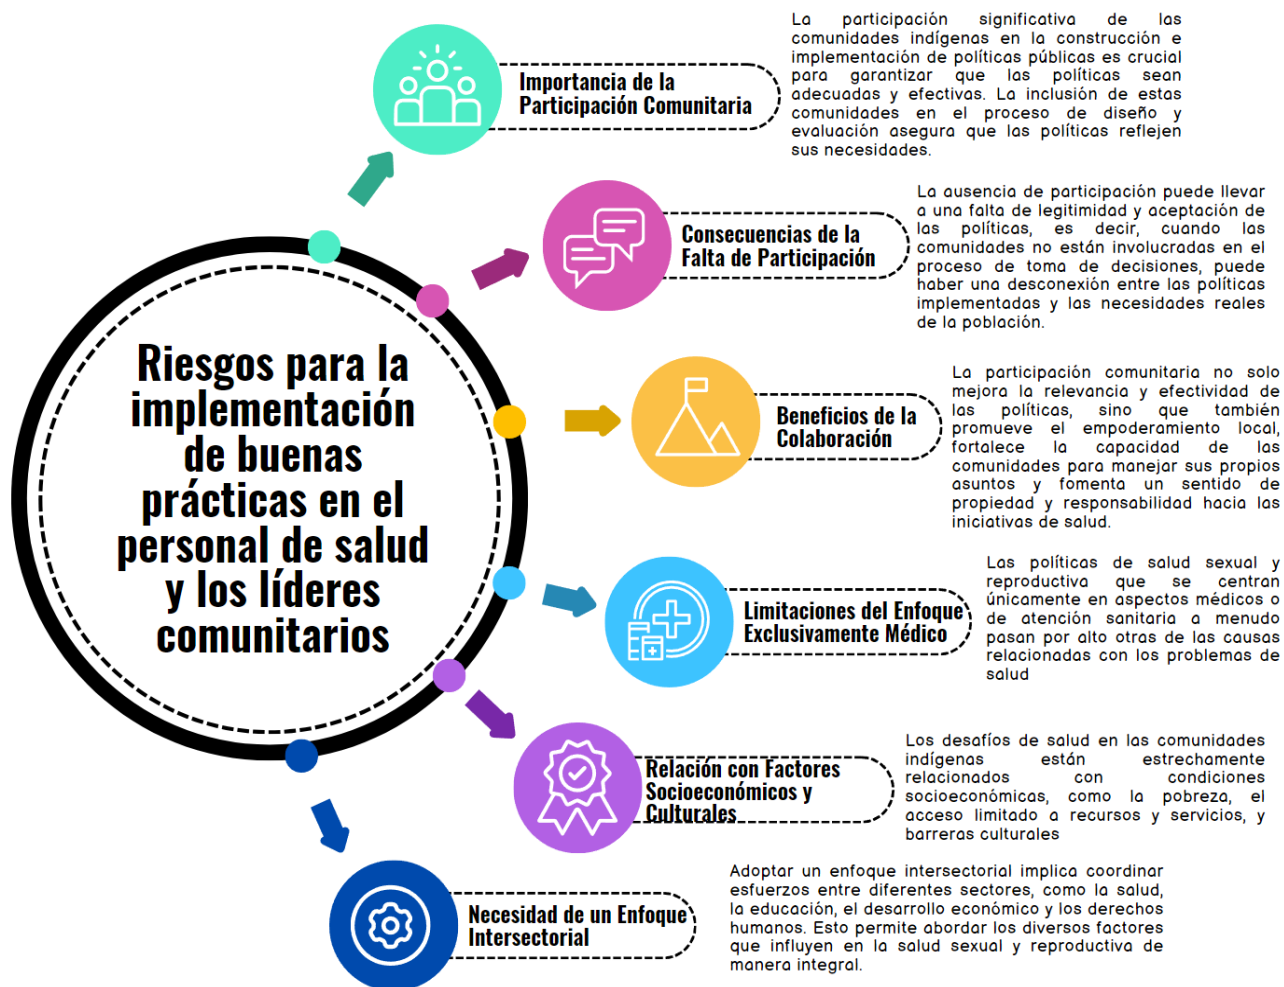 Riesgos para la
implementación
de buenas
prácticas en el
personal de salud
y los líderes
comunitarios
Importancia de la
Participación Comunitaria
La participación significativa de las
comunidades indígenas en la construcción e
implementación de políticas públicas es crucial
para garantizar que las políticas sean
adecuadas y efectivas. La inclusión de estas
comunidades en el proceso de diseño y
evaluación asegura que las políticas reflejen
sus necesidades.
Consecuencias de la
Falta de Participación
La ausencia de participación puede llevar
a una falta de legitimidad y aceptación de
las políticas, es decir, cuando las
comunidades no están involucradas en el
proceso de toma de decisiones, puede
haber una desconexión entre las políticas
implementadas y las necesidades reales
de la población.
Beneficios de la
Colaboración
La participación comunitaria no solo
mejora la relevancia y efectividad de
las políticas, sino que también
promueve el empoderamiento local,
fortalece la capacidad de las
comunidades para manejar sus propios
asuntos y fomenta un sentido de
propiedad y responsabilidad hacia las
iniciativas de salud.
Limitaciones del Enfoque
Exclusivamente Médico
Las políticas de salud sexual y
reproductiva que se centran
únicamente en aspectos médicos o
de atención sanitaria a menudo
pasan por alto otras de las causas
relacionadas con los problemas de
salud
Relación con Factores
Socioeconómicos y
Culturales
Los desafíos de salud en las comunidades
indígenas están estrechamente
relacionados con condiciones
socioeconómicas, como la pobreza, el
acceso limitado a recursos y servicios, y
barreras culturales
Necesidad de un Enfoque
Intersectorial
Adoptar un enfoque intersectorial implica coordinar
esfuerzos entre diferentes sectores, como la salud,
la educación, el desarrollo económico y los derechos
humanos. Esto permite abordar los diversos factores
que influyen en la salud sexual y reproductiva de
manera integral.